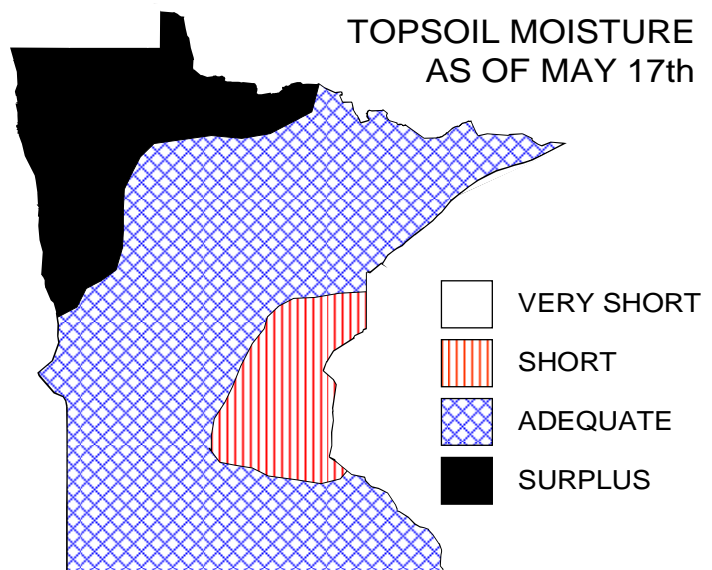 TOPSOIL MOISTURE
AS OF MAY 17th
VERY SHORT
SHORT
ADEQUATE
SURPLUS